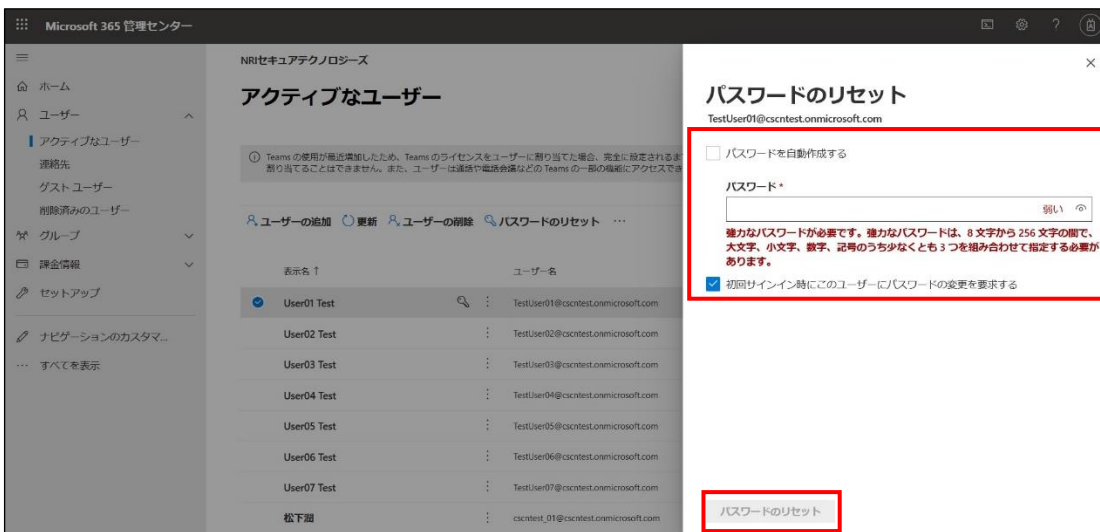 Microsoft 365 管理センター
ホーム
ユーザー
アクティブなユーザー
連絡先
ゲスト ユーザー
削除済みのユーザー
グループ
課金情報
セットアップ
ナビゲーションのカスタマ...
すべてを表示
NRIセキュアテクノロジーズ
アクティブなユーザー
Teams の使用が最近増加したため、Teams のライセンスをユーザーに割り当てた場合、完全に設定されるま
割り当てることはできません。また、ユーザーは通話や電話会議などの Teams の一部の機能にアクセスでき
ユーザーの追加 更新 ユーザーの削除 パスワードのリセット ...
表示名 ↑ ユーザー名
User01 Test TestUser01@cscntest.onmicrosoft.com
User02 Test TestUser02@cscntest.onmicrosoft.com
User03 Test TestUser03@cscntest.onmicrosoft.com
User04 Test TestUser04@cscntest.onmicrosoft.com
User05 Test TestUser05@cscntest.onmicrosoft.com
User06 Test TestUser06@cscntest.onmicrosoft.com
User07 Test TestUser07@cscntest.onmicrosoft.com
松下潤 cscntest_01@cscntest.onmicrosoft.com
パスワードのリセット
TestUser01@cscntest.onmicrosoft.com
パスワードを自動作成する
パスワード *
弱い
強力なパスワードが必要です。強力なパスワードは、8 文字から 256 文字の間で、
大文字、小文字、数字、記号のうち少なくとも 3 つを組み合わせて指定する必要が
あります。
初回サインイン時にこのユーザーにパスワードの変更を要求する
パスワードのリセット